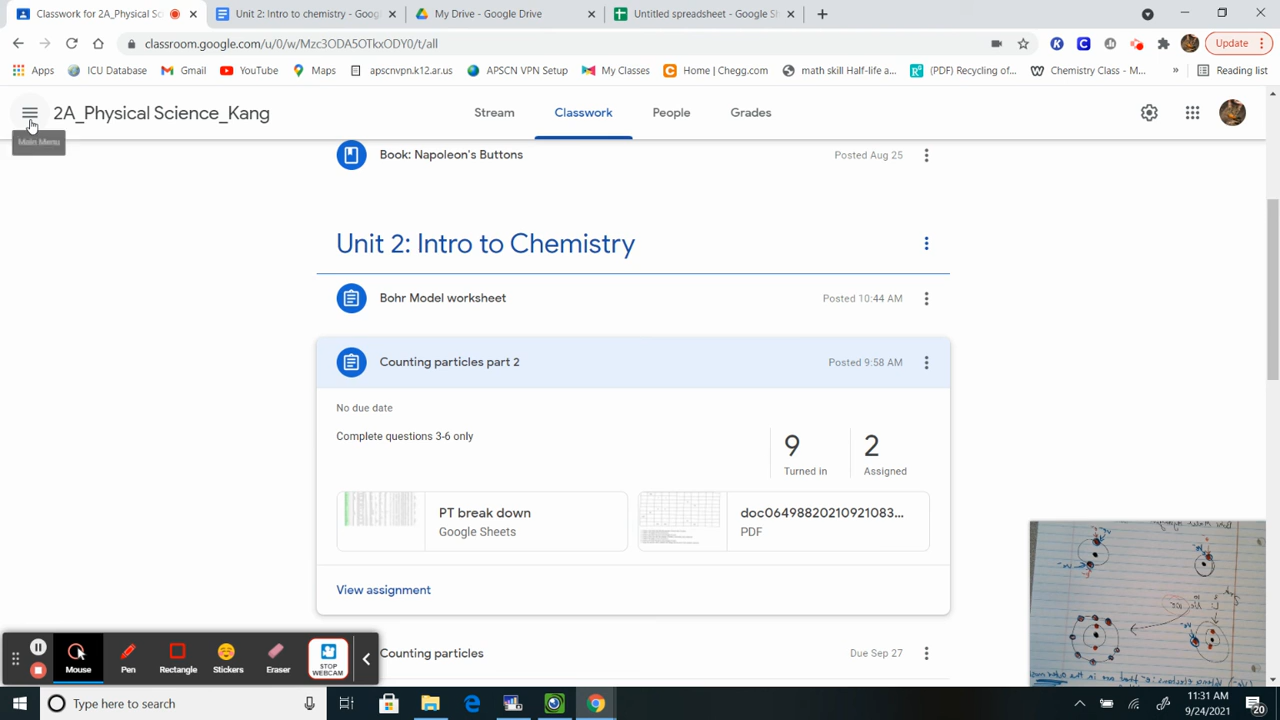 Classwork for 2A_Physical Sc
Unit 2: Intro to chemistry - Goog
My Drive - Google Drive
Untitled spreadsheet - Google S
classroom.google.com/u/0/w/Mzc3ODA5OTkxODY0/t/all
Update
Apps
ICU Database
Gmail
YouTube
Maps
apscnvpn.k12.ar.us
APSCN VPN Setup
My Classes
Home | Chegg.com
math skill Half-life a...
(PDF) Recycling of...
Chemistry Class - M...
»
Reading list
2A_Physical Science_Kang
Stream
Classwork
People
Grades
Main Menu
Book: Napoleon's Buttons
Posted Aug 25
Unit 2: Intro to Chemistry
Bohr Model worksheet
Posted 10:44 AM
Counting particles part 2
Posted 9:58 AM
No due date
Complete questions 3-6 only
9
Turned in
2
Assigned
PT break down
Google Sheets
doc06498820210921083...
PDF
View assignment
Counting particles
Due Sep 27
Mouse
Pen
Rectangle
Stickers
Eraser
STOP
WEBCAM
Type here to search
11:31 AM
9/24/2021
20